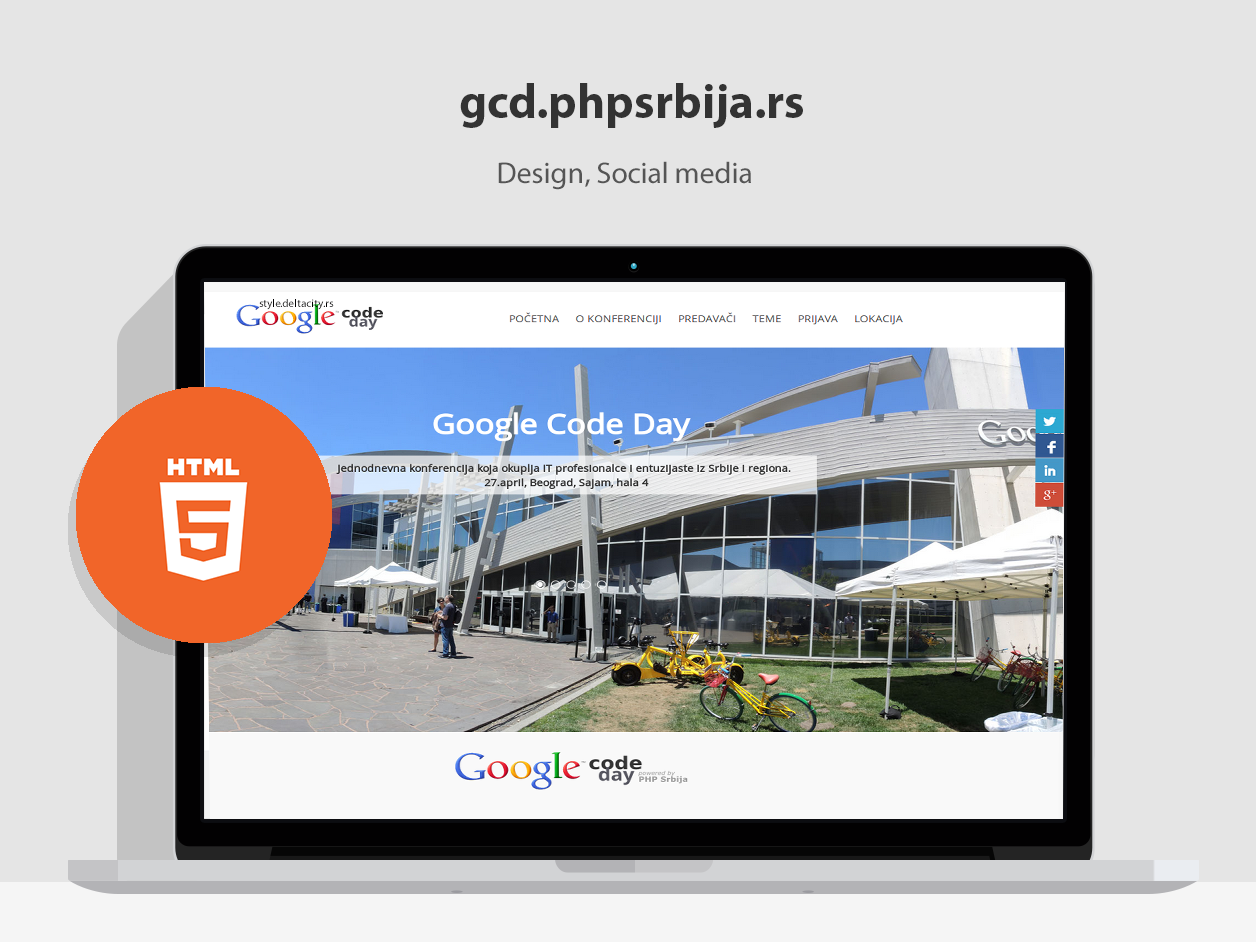 gcd.phpsrbija.rs
Design, Social media
style.deltacity.rs
Google code
day
POČETNA O KONFERENCIJI PREDAVAČI TEME PRIJAVA LOKACIJA
Google Code Day
Jednodnevna konferencija koja okuplja IT profesionalce i entuzijaste iz Srbije i regiona.
27.april, Beograd, Sajam, hala 4
Goo
f
in
g+
HTML
5
Google™ code
day powered by
PHP Srbija